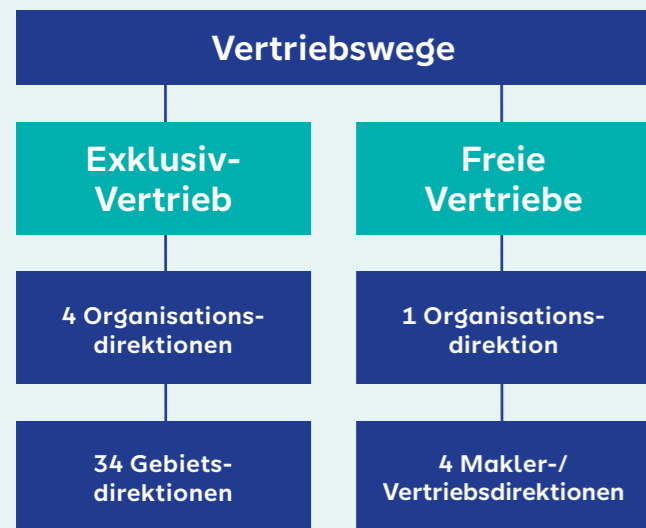 Vertriebswege
Exklusiv-
Vertrieb
Freie
Vertriebe
4 Organisations-
direktionen
1 Organisations-
direktion
34 Gebiets-
direktionen
4 Makler-/
Vertriebsdirektionen